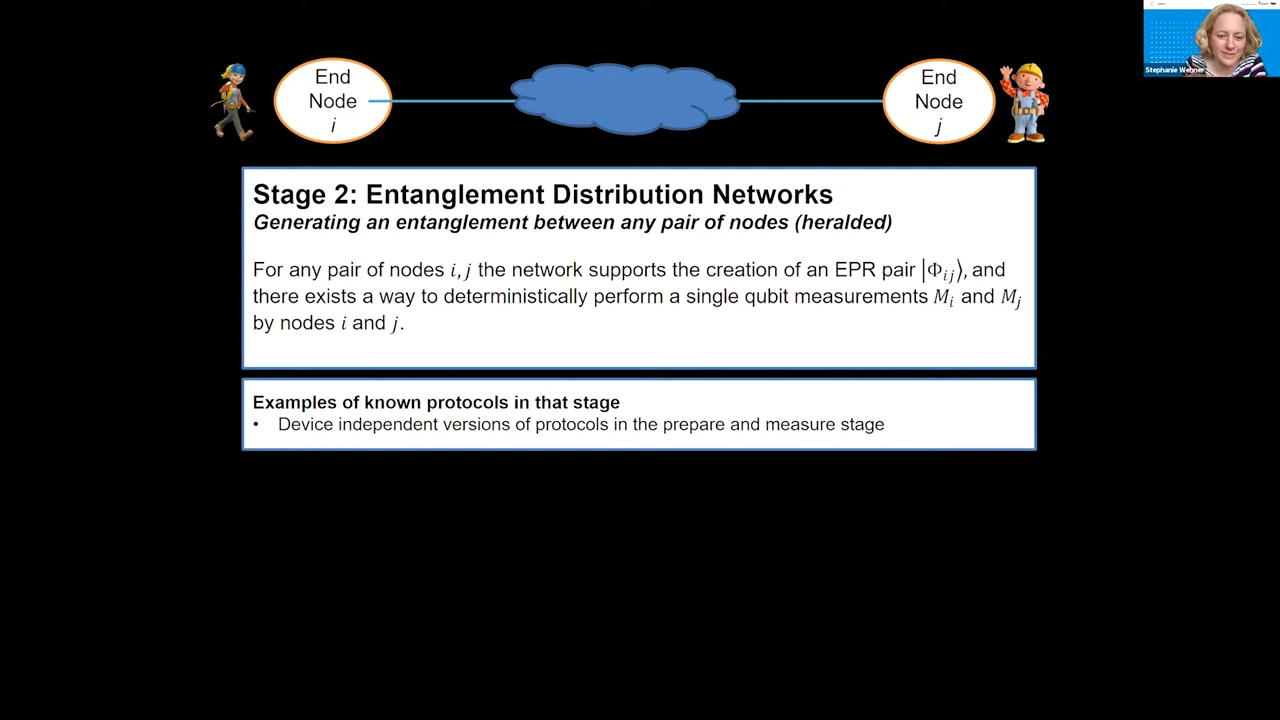 End
Node
i
End
Node
j
Stephanie Wehner
Stage 2: Entanglement Distribution Networks
Generating an entanglement between any pair of nodes (heralded)
For any pair of nodes i, j the network supports the creation of an EPR pair |Φij⟩, and
there exists a way to deterministically perform a single qubit measurements Mi and Mj
by nodes i and j.
Examples of known protocols in that stage
• Device independent versions of protocols in the prepare and measure stage